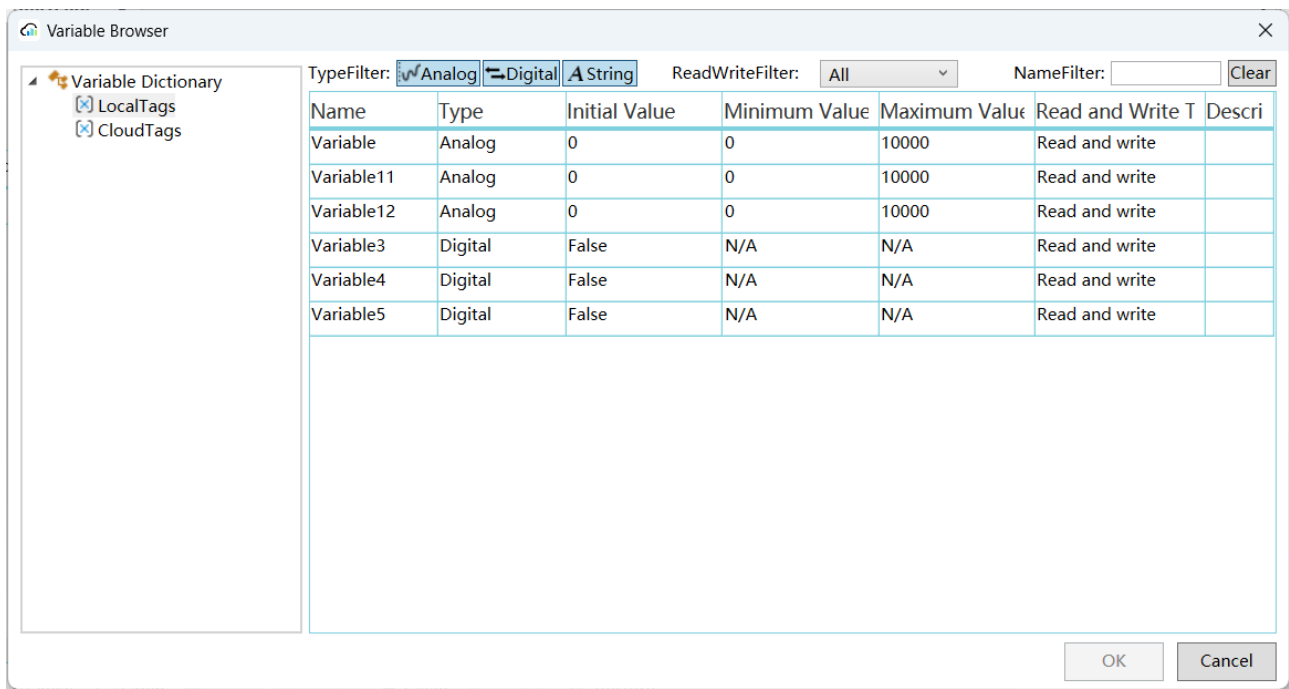 Variable Browser
Variable Dictionary
LocalTags
CloudTags
TypeFilter: Analog Digital A String ReadWriteFilter: All NameFilter: Clear
Name Type Initial Value Minimum Value Maximum Value Read and Write T Descri
Variable Analog 0 0 10000 Read and write
Variable11 Analog 0 0 10000 Read and write
Variable12 Analog 0 0 10000 Read and write
Variable3 Digital False N/A N/A Read and write
Variable4 Digital False N/A N/A Read and write
Variable5 Digital False N/A N/A Read and write
OK Cancel